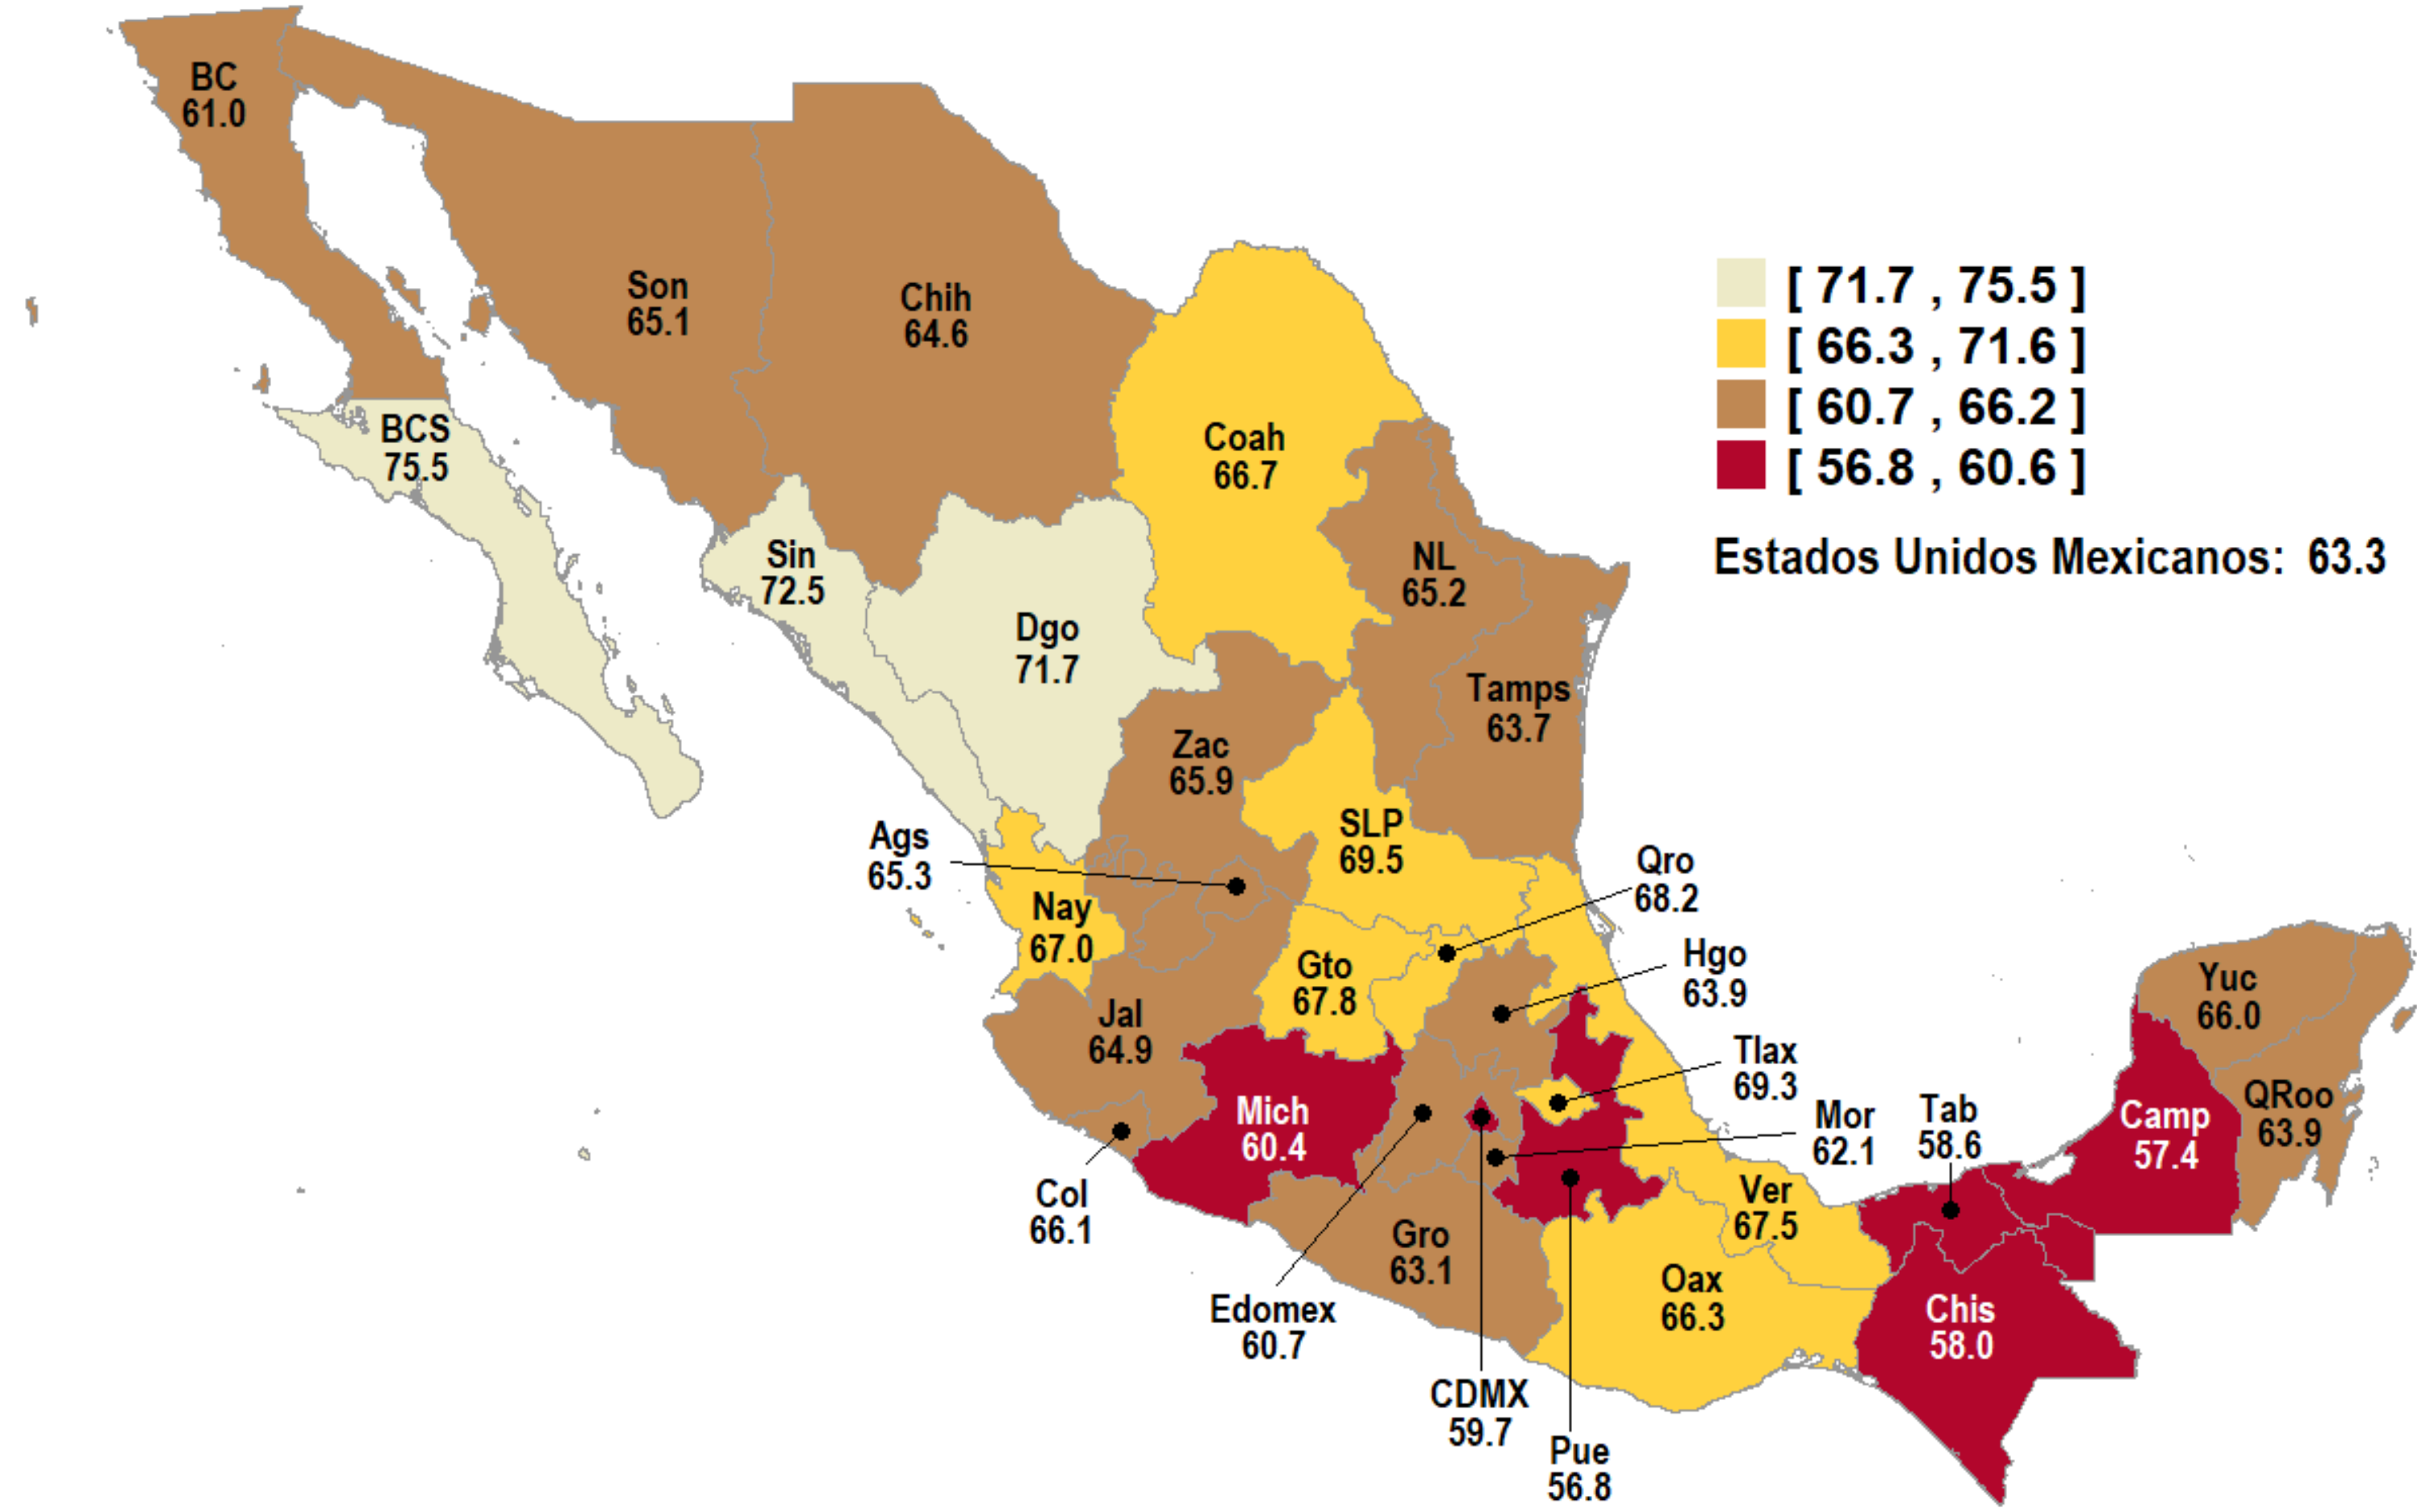 BC
61.0
Son
65.1
Chih
64.6
[ 71.7 , 75.5 ]
[ 66.3 , 71.6 ]
[ 60.7 , 66.2 ]
[ 56.8 , 60.6 ]
Estados Unidos Mexicanos: 63.3
BCS
75.5
Coah
66.7
Sin
72.5
NL
65.2
Dgo
71.7
Tamps
63.7
Zac
65.9
Ags
65.3
SLP
69.5
Qro
68.2
Nay
67.0
Gto
67.8
Hgo
63.9
Yuc
66.0
Jal
64.9
Tlax
69.3
Mich
60.4
Mor
62.1
Tab
58.6
Camp
57.4
QRoo
63.9
Col
66.1
Ver
67.5
Gro
63.1
Oax
66.3
Edomex
60.7
Chis
58.0
CDMX
59.7
Pue
56.8